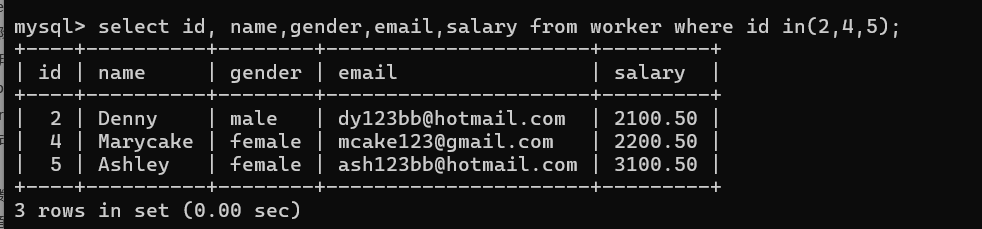 mysql> select id, name,gender,email,salary from worker where id in(2,4,5);
+----+----------+--------+----------------------+---------+
| id | name     | gender | email                | salary  |
+----+----------+--------+----------------------+---------+
|  2 | Denny    | male   | dy123bb@hotmail.com  | 2100.50 |
|  4 | Marycake | female | mcake123@gmail.com   | 2200.50 |
|  5 | Ashley   | female | ash123bb@hotmail.com | 3100.50 |
+----+----------+--------+----------------------+---------+
3 rows in set (0.00 sec)